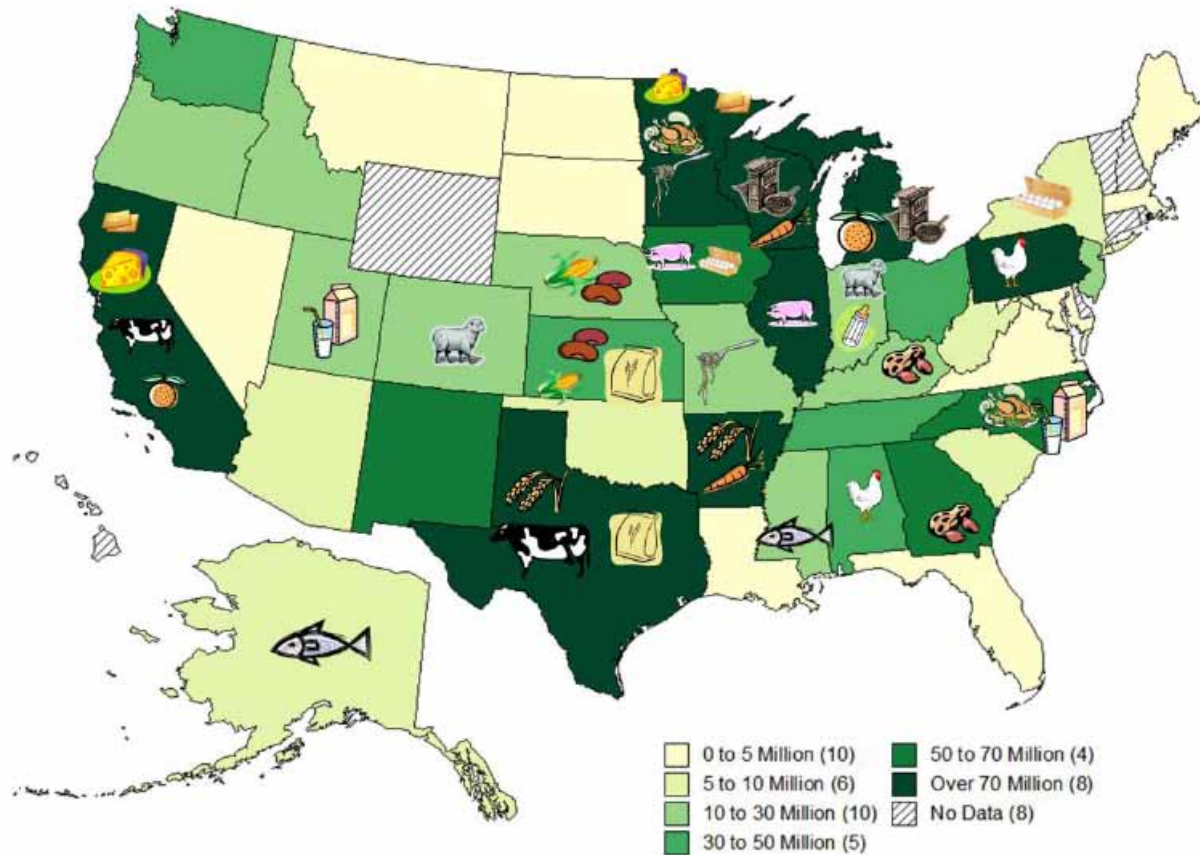 0 to 5 Million (10)
5 to 10 Million (6)
10 to 30 Million (10)
30 to 50 Million (5)
50 to 70 Million (4)
Over 70 Million (8)
No Data (8)